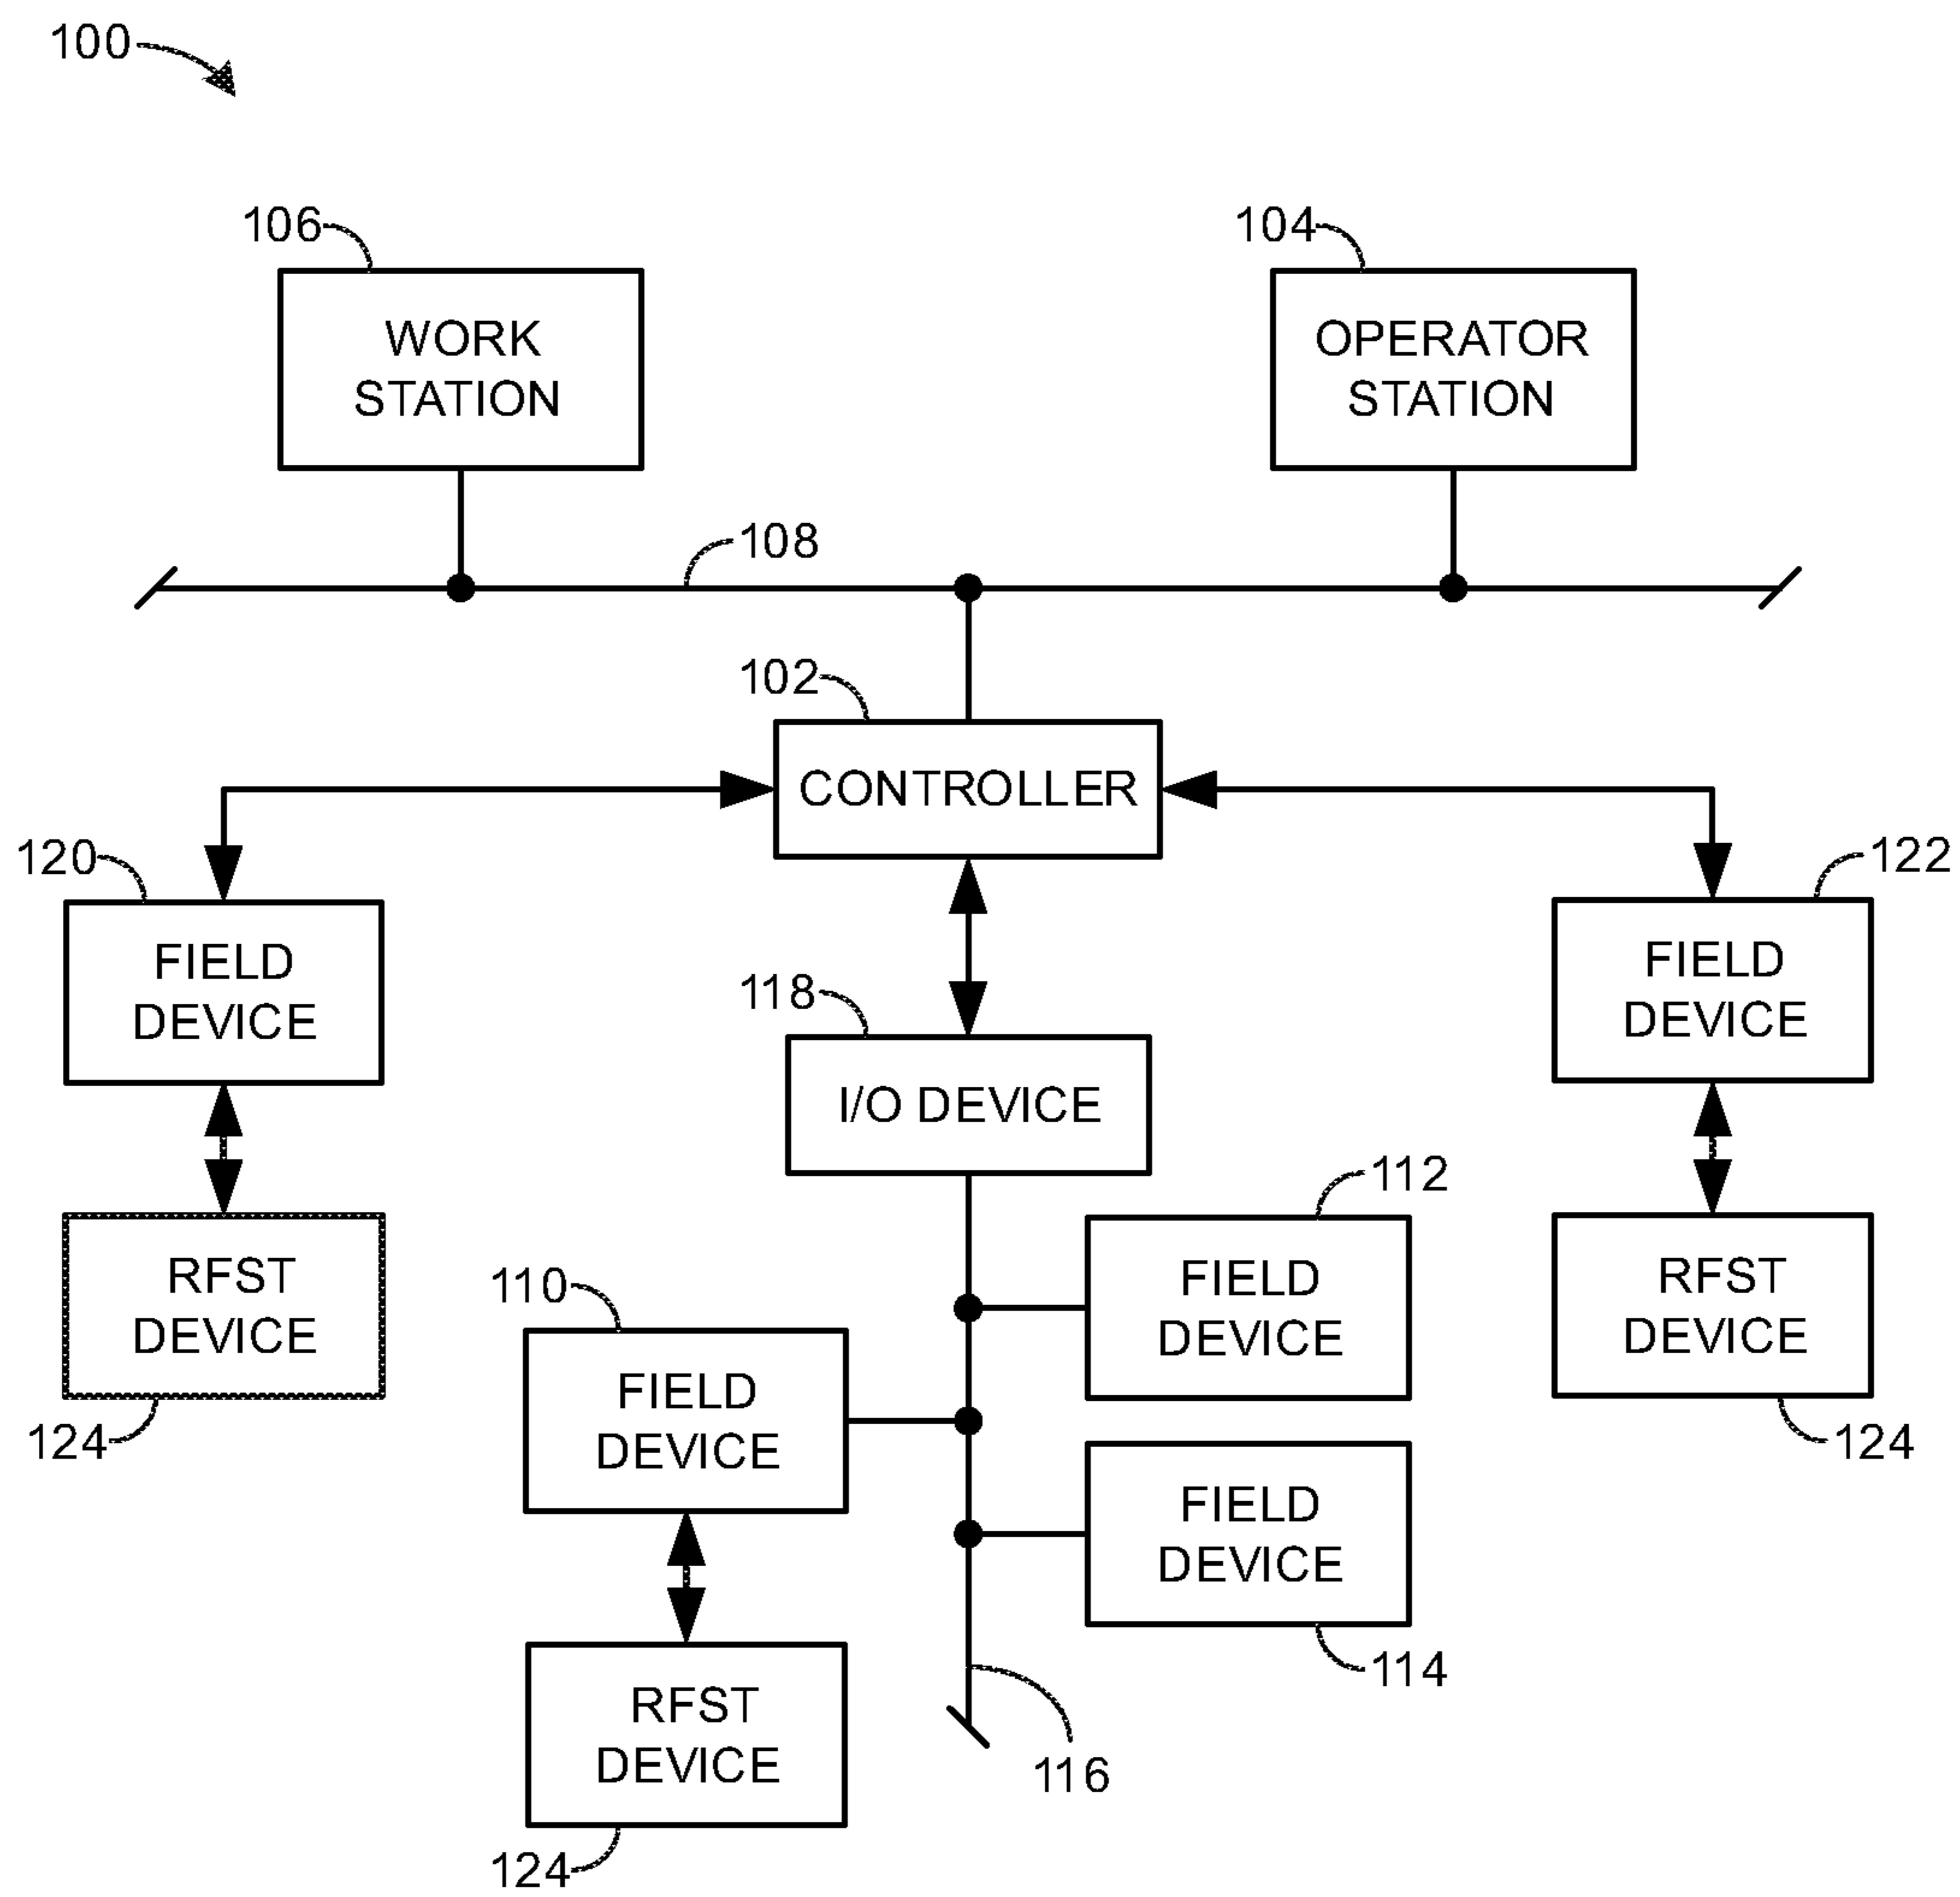 100
106
104
WORK
STATION
OPERATOR
STATION
108
102
CONTROLLER
120
122
FIELD
DEVICE
FIELD
DEVICE
118
I/O DEVICE
112
RFST
DEVICE
FIELD
DEVICE
RFST
DEVICE
110
124
124
FIELD
DEVICE
FIELD
DEVICE
114
RFST
DEVICE
116
124